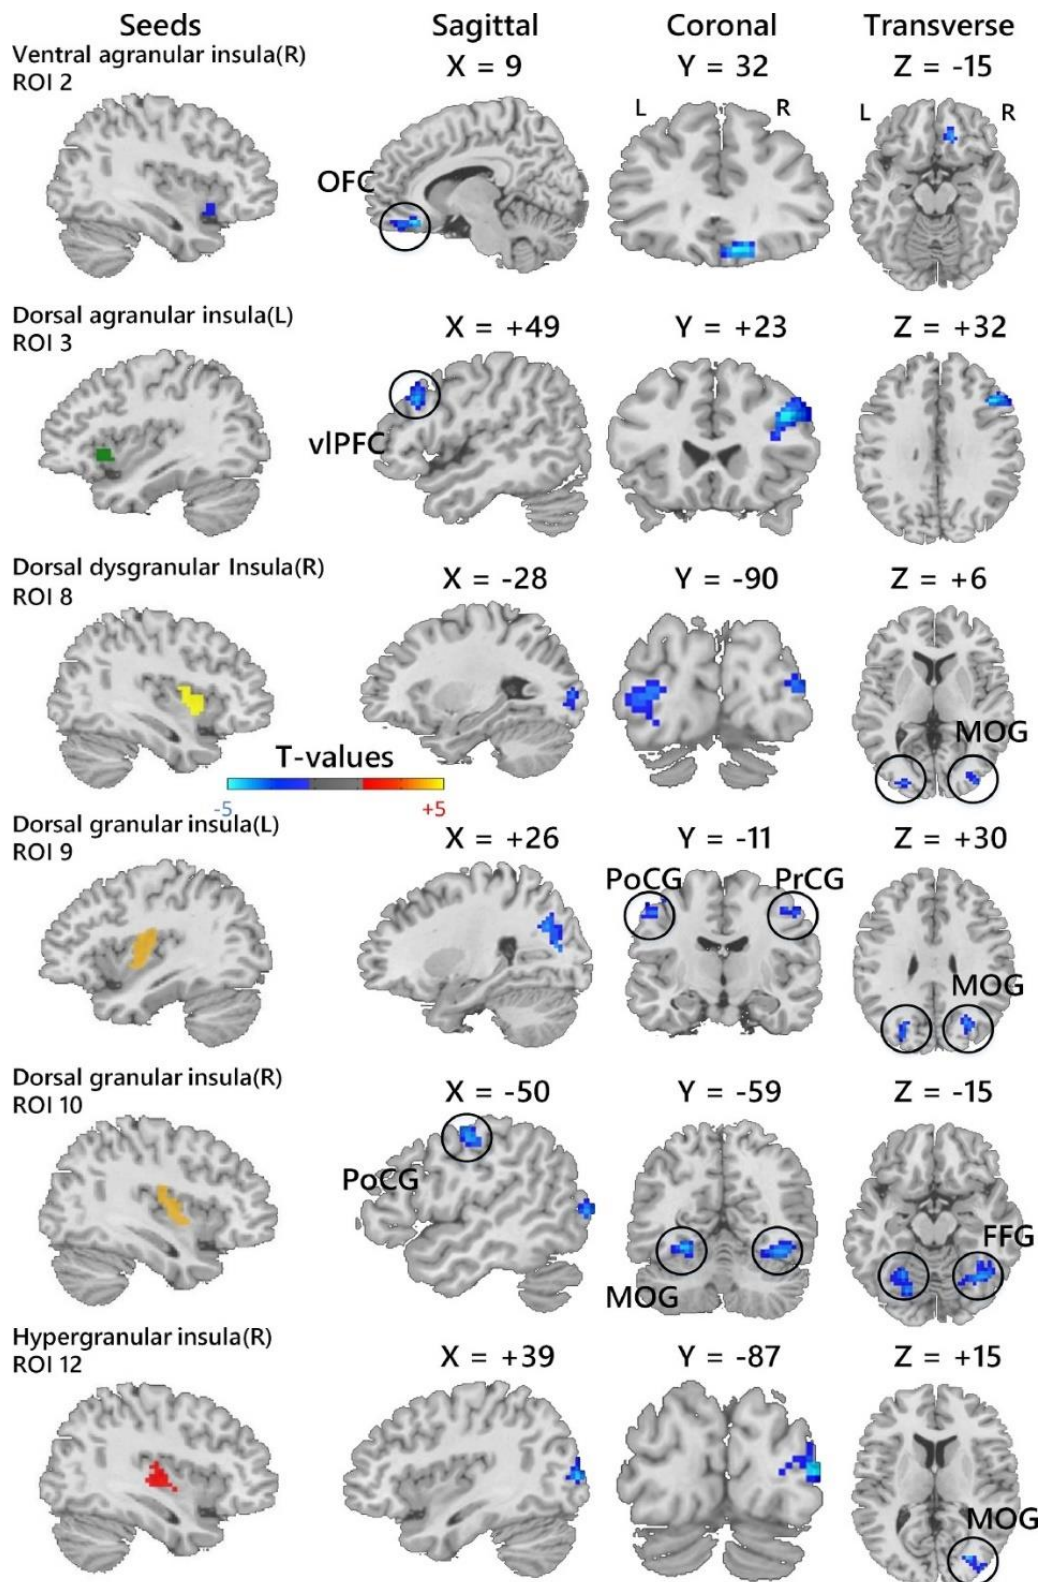 Seeds Sagittal Coronal Transverse
Ventral agranular insula(R)
ROI 2
X = 9 Y = 32 Z = -15
L R L R
OFC
Dorsal agranular insula(L)
ROI 3
X = +49 Y = +23 Z = +32
vlPFC
Dorsal dysgranular Insula(R)
ROI 8
X = -28 Y = -90 Z = +6
MOG
T-values
-5 +5
Dorsal granular insula(L)
ROI 9
X = +26 Y = -11 Z = +30
PoCG PrCG
MOG
Dorsal granular insula(R)
ROI 10
X = -50 Y = -59 Z = -15
PoCG
FFG
MOG
Hypergranular insula(R)
ROI 12
X = +39 Y = -87 Z = +15
MOG